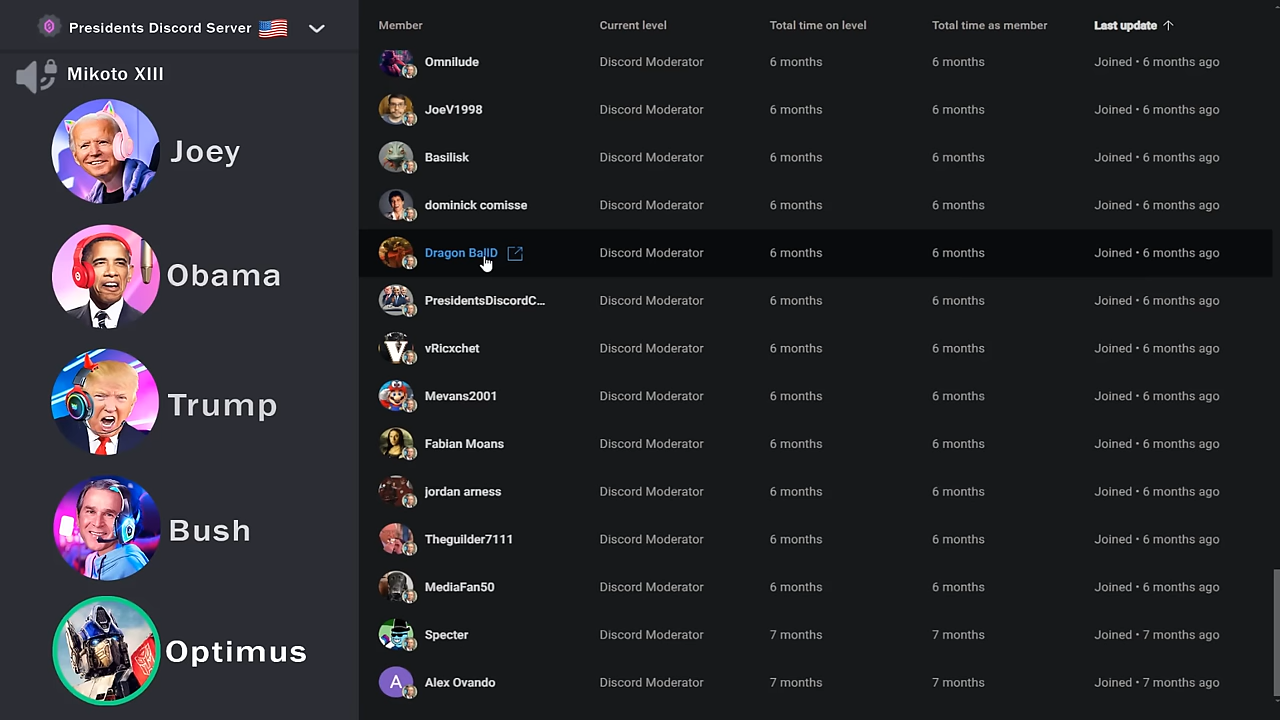 Presidents Discord Server
Mikoto XIII
Joey
Obama
Trump
Bush
Optimus
Member Current level Total time on level Total time as member Last update ↑
Omnilude Discord Moderator 6 months 6 months Joined • 6 months ago
JoeV1998 Discord Moderator 6 months 6 months Joined • 6 months ago
Basilisk Discord Moderator 6 months 6 months Joined • 6 months ago
dominick comisse Discord Moderator 6 months 6 months Joined • 6 months ago
Dragon BallD Discord Moderator 6 months 6 months Joined • 6 months ago
PresidentsDiscordC... Discord Moderator 6 months 6 months Joined • 6 months ago
V vRicxchet Discord Moderator 6 months 6 months Joined • 6 months ago
Mevans2001 Discord Moderator 6 months 6 months Joined • 6 months ago
Fabian Moans Discord Moderator 6 months 6 months Joined • 6 months ago
jordan arness Discord Moderator 6 months 6 months Joined • 6 months ago
Theguilder7111 Discord Moderator 6 months 6 months Joined • 6 months ago
MediaFan50 Discord Moderator 6 months 6 months Joined • 6 months ago
Specter Discord Moderator 7 months 7 months Joined • 7 months ago
A Alex Ovando Discord Moderator 7 months 7 months Joined • 7 months ago